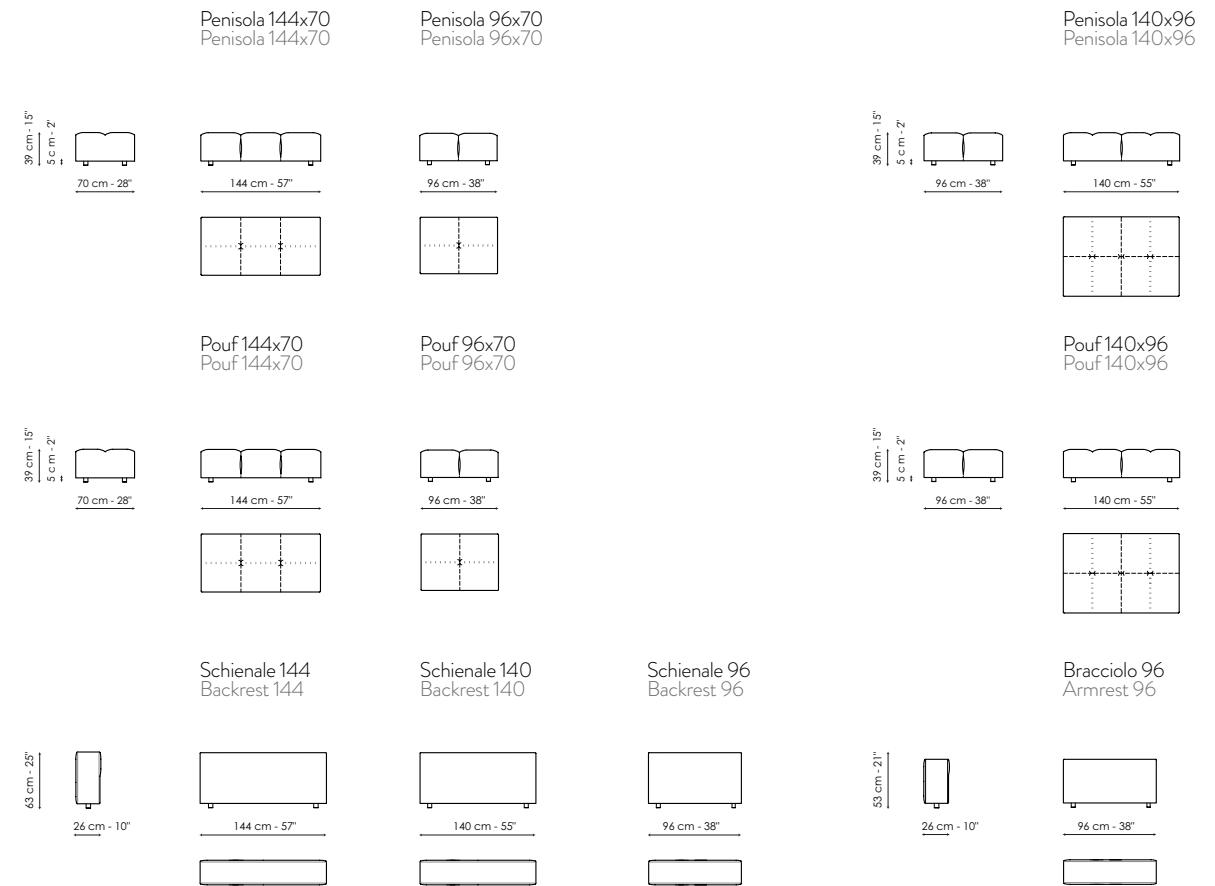 Penisola 144x70
Penisola 144x70
Penisola 96x70
Penisola 96x70
Penisola 140x96
Penisola 140x96
39 cm - 15"
5 cm - 2"
70 cm - 28"
144 cm - 57"
96 cm - 38"
39 cm - 15"
5 cm - 2"
96 cm - 38"
140 cm - 55"
Pouf 144x70
Pouf 144x70
Pouf 96x70
Pouf 96x70
Pouf 140x96
Pouf 140x96
39 cm - 15"
5 cm - 2"
70 cm - 28"
144 cm - 57"
96 cm - 38"
39 cm - 15"
5 cm - 2"
96 cm - 38"
140 cm - 55"
Schienale 144
Backrest 144
Schienale 140
Backrest 140
Schienale 96
Backrest 96
Bracciolo 96
Armrest 96
63 cm - 25"
26 cm - 10"
144 cm - 57"
140 cm - 55"
96 cm - 38"
53 cm - 21"
26 cm - 10"
96 cm - 38"